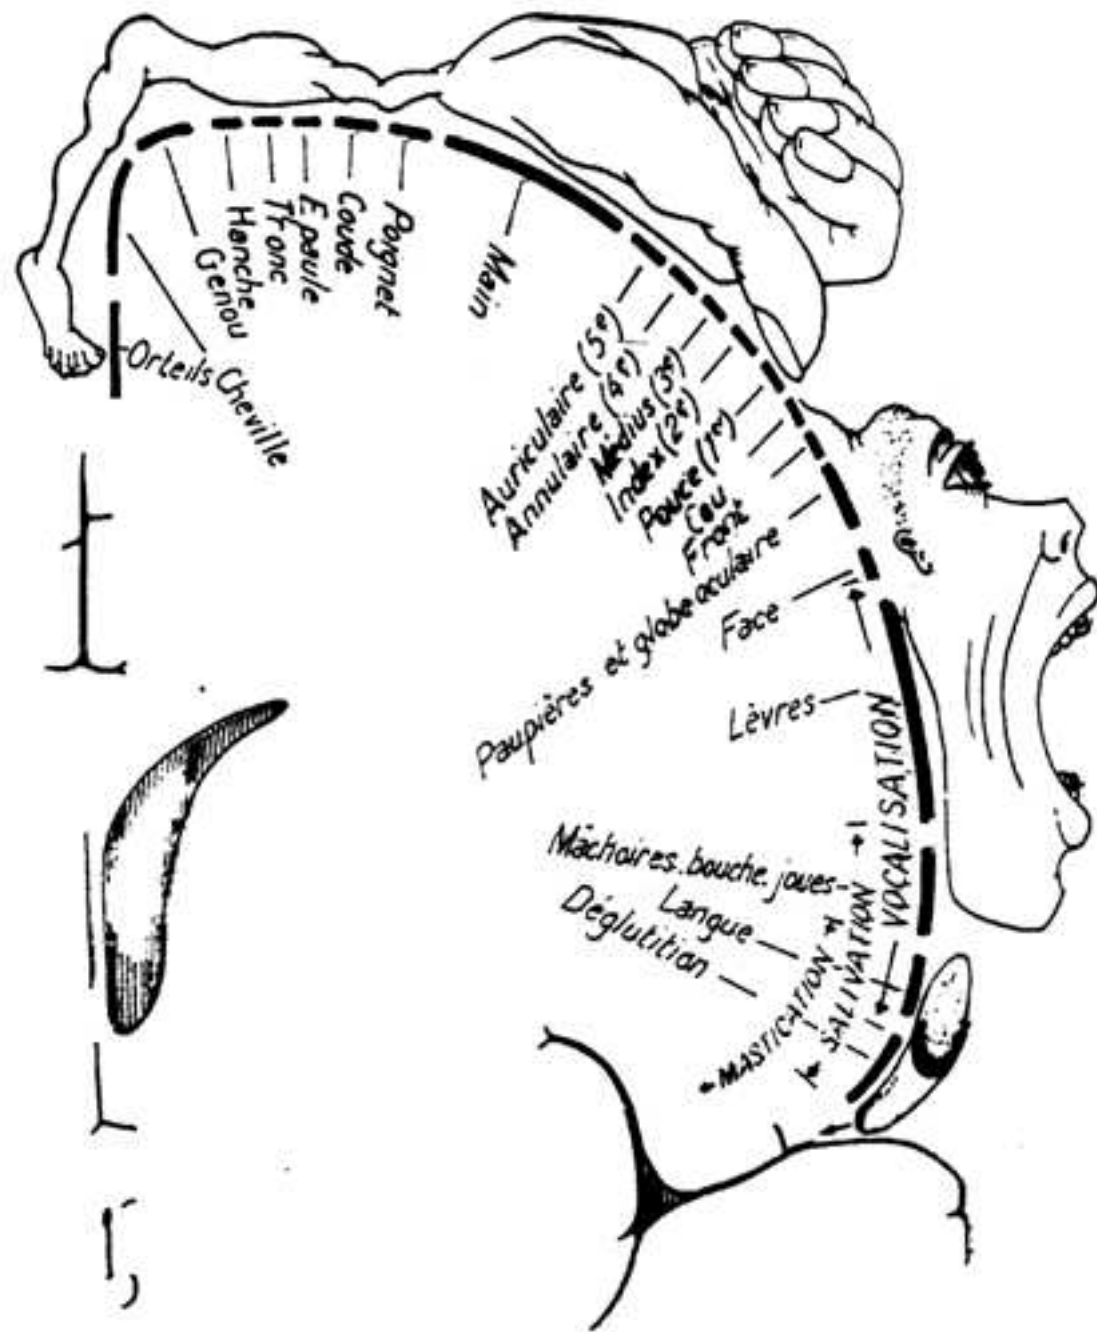 Orteils
Cheville
Genou
Hanche
Tronc
Epaule
Coude
Poignet
Main
Auriculaire (5e)
Annulaire (4e)
Médius (3e)
Index (2e)
Pouce (1er)
Cou
Front
Paupières et globe oculaire
Face
Lèvres
VOCALISATION
Mâchoires. bouche. joues
Langue
Déglutition
SALIVATION
MASTICATION